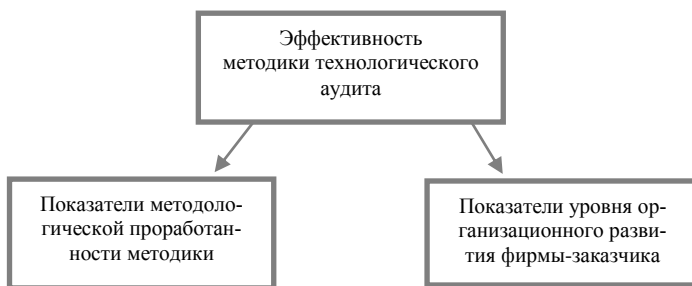 Эффективность
методики технологического
аудита
Показатели методоло-
гической проработан-
ности методики
Показатели уровня ор-
ганизационного разви-
тия фирмы-заказчика